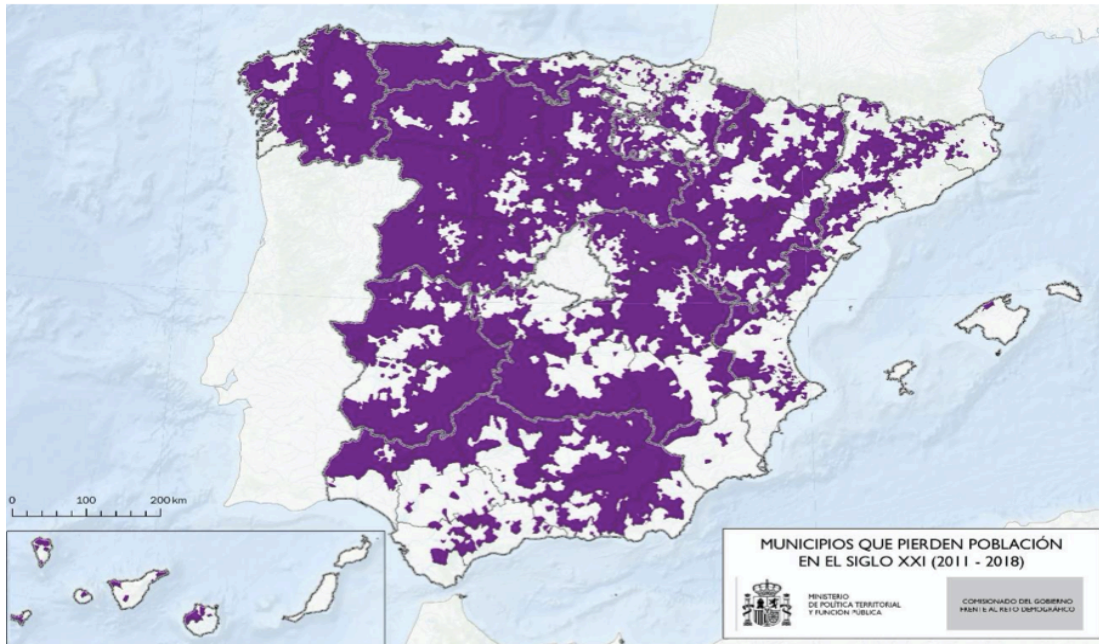 0 100 200 km
MUNICIPIOS QUE PIERDEN POBLACIÓN
EN EL SIGLO XXI (2011 - 2018)
MINISTERIO
DE POLÍTICA TERRITORIAL
Y FUNCIÓN PÚBLICA
COMISIONADO DEL GOBIERNO
FRENTE AL RETO DEMOGRÁFICO